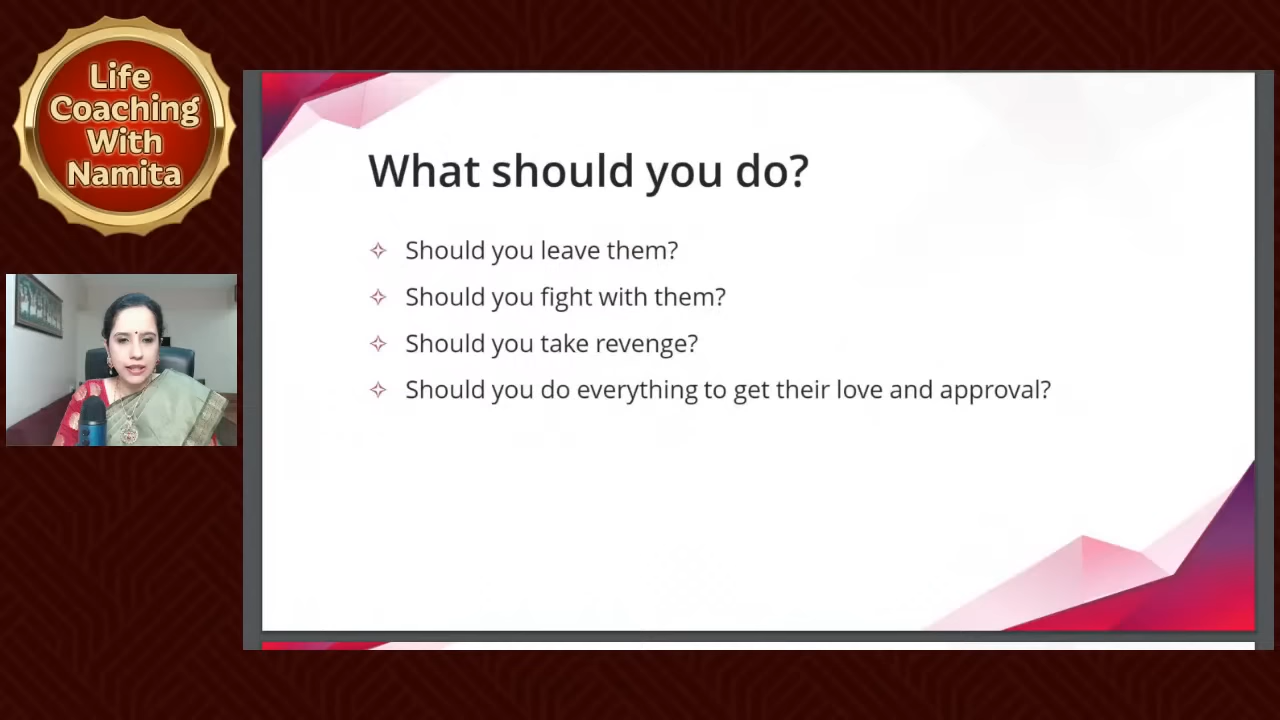 Life
Coaching
With
Namita
What should you do?
Should you leave them?
Should you fight with them?
Should you take revenge?
Should you do everything to get their love and approval?